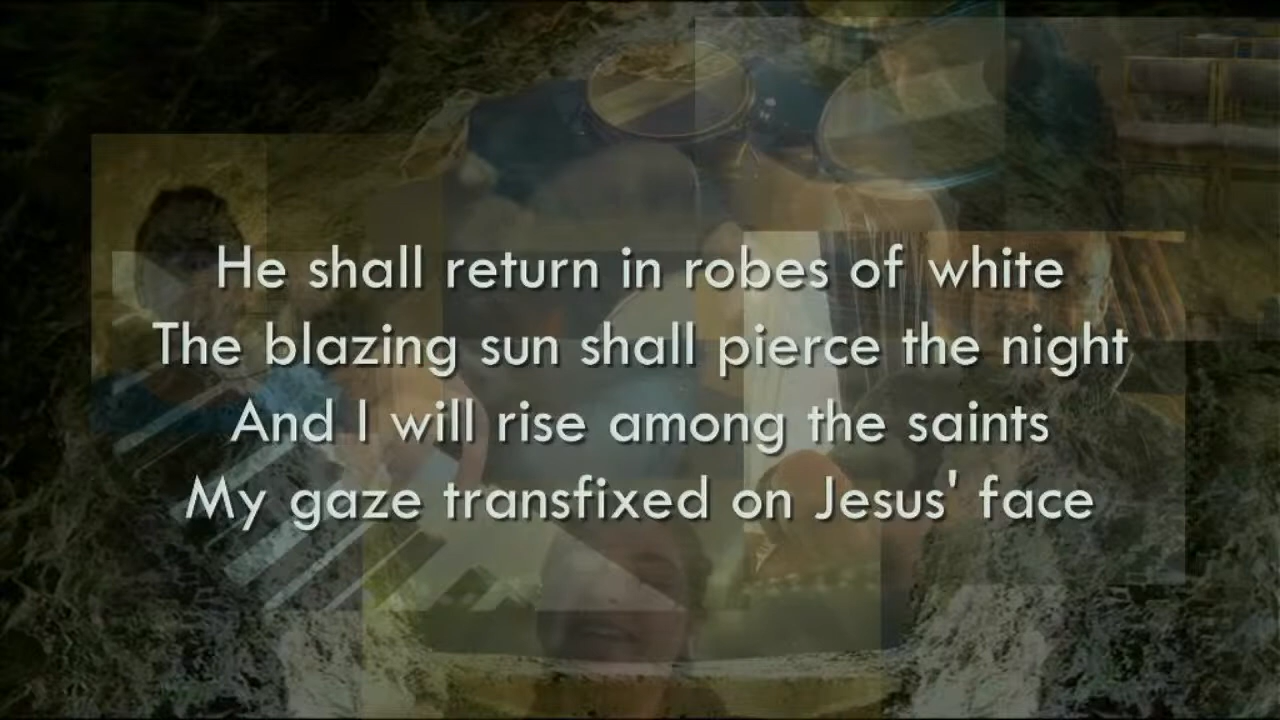 He shall return in robes of white
The blazing sun shall pierce the night
And I will rise among the saints
My gaze transfixed on Jesus' face